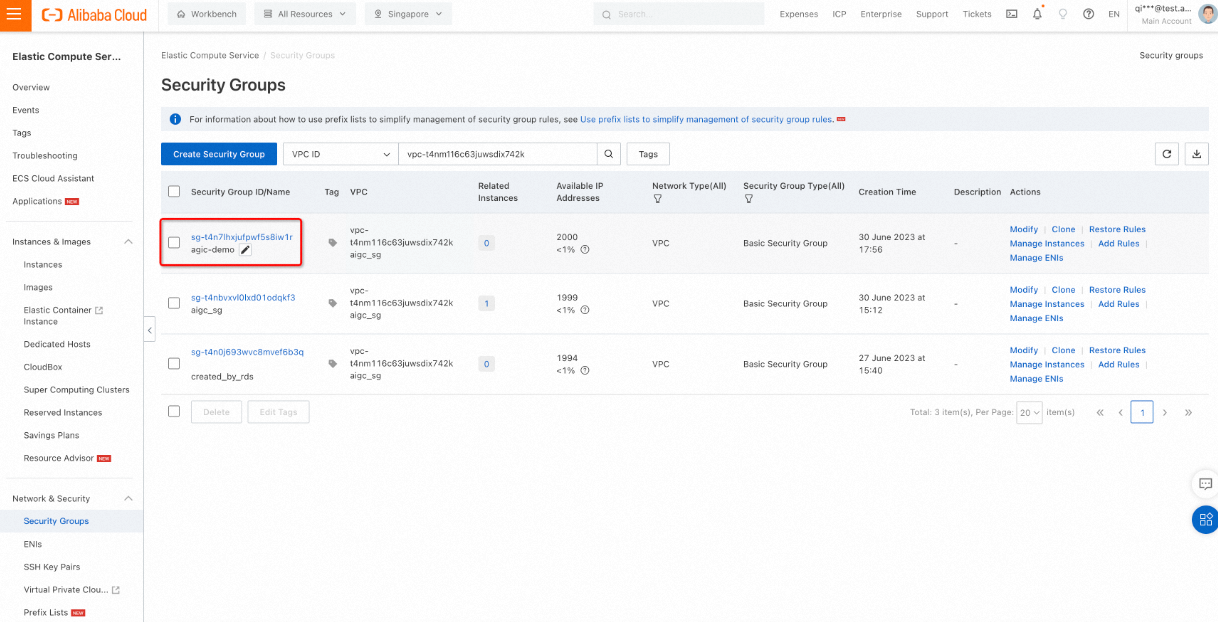 Alibaba Cloud
Workbench
All Resources
Singapore
Search...
Expenses
ICP
Enterprise
Support
Tickets
EN
qi***@test.a...
Main Account
Elastic Compute Ser...
Overview
Events
Tags
Troubleshooting
ECS Cloud Assistant
Applications NEW
Instances & Images
Instances
Images
Elastic Container
Instance
Dedicated Hosts
CloudBox
Super Computing Clusters
Reserved Instances
Savings Plans
Resource Advisor NEW
Network & Security
Security Groups
ENIs
SSH Key Pairs
Virtual Private Clou...
Prefix Lists NEW
Elastic Compute Service / Security Groups
Security groups
Security Groups
For information about how to use prefix lists to simplify management of security group rules, see Use prefix lists to simplify management of security group rules.
Create Security Group
VPC ID
vpc-t4nm116c63juwsdix742k
Tags
Security Group ID/Name
Tag
VPC
Related
Instances
Available IP
Addresses
Network Type(All)
Security Group Type(All)
Creation Time
Description
Actions
sg-t4n7lhxjufpwf5s8iw1r
agic-demo
vpc-
t4nm116c63juwsdix742k
aigc_sg
0
2000
<1%
VPC
Basic Security Group
30 June 2023 at
17:56
-
Modify | Clone | Restore Rules
Manage Instances | Add Rules |
Manage ENIs
sg-t4nbvxvl0lxd01odqkf3
aigc_sg
vpc-
t4nm116c63juwsdix742k
aigc_sg
1
1999
<1%
VPC
Basic Security Group
30 June 2023 at
15:12
-
Modify | Clone | Restore Rules
Manage Instances | Add Rules |
Manage ENIs
sg-t4n0j693wvc8mvef6b3q
created_by_rds
vpc-
t4nm116c63juwsdix742k
aigc_sg
0
1994
<1%
VPC
Basic Security Group
27 June 2023 at
15:40
-
Modify | Clone | Restore Rules
Manage Instances | Add Rules |
Manage ENIs
Delete
Edit Tags
Total: 3 item(s), Per Page: 20 item(s)
1